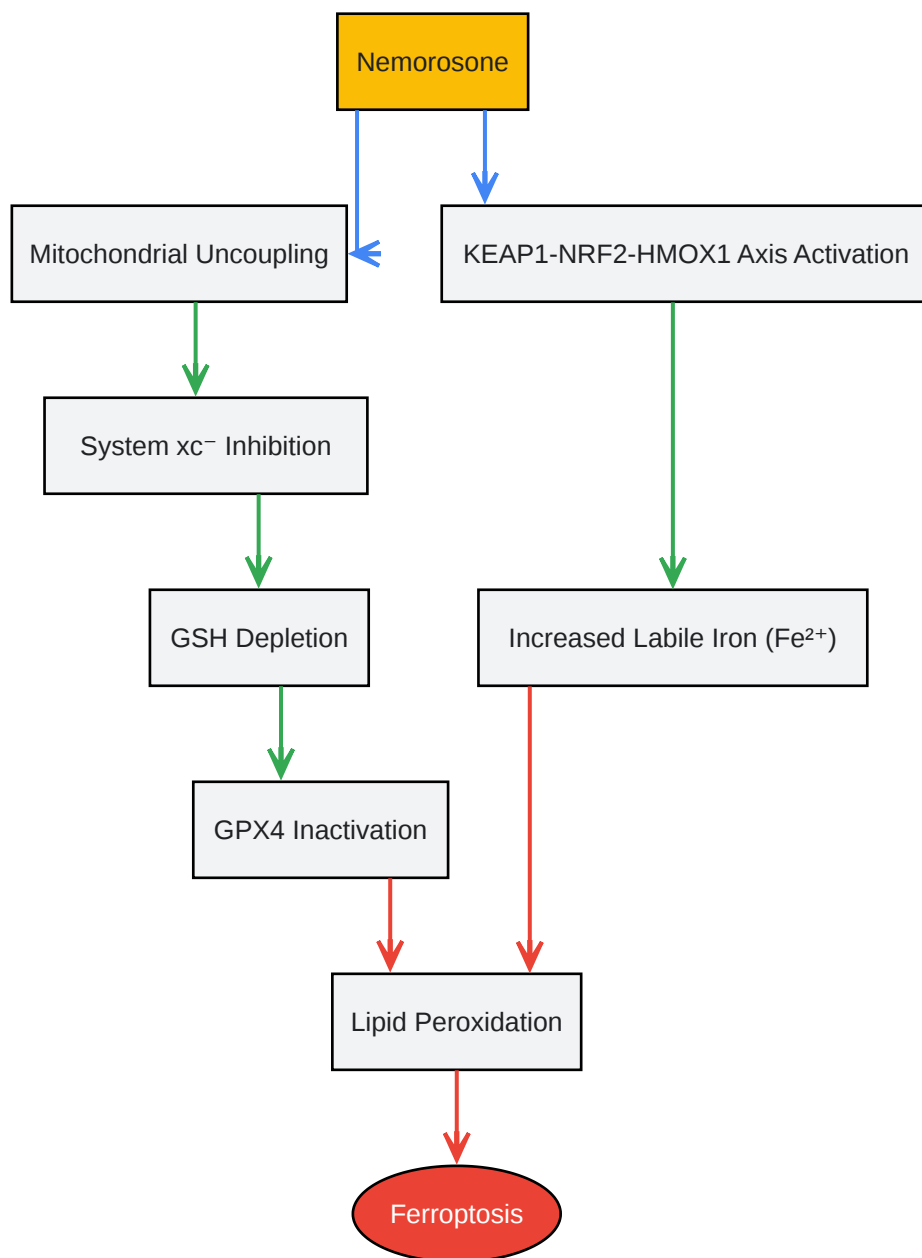 Nemorosone
Mitochondrial Uncoupling
KEAP1-NRF2-HMOX1 Axis Activation
System xc⁻ Inhibition
GSH Depletion
Increased Labile Iron (Fe²⁺)
GPX4 Inactivation
Lipid Peroxidation
Ferroptosis